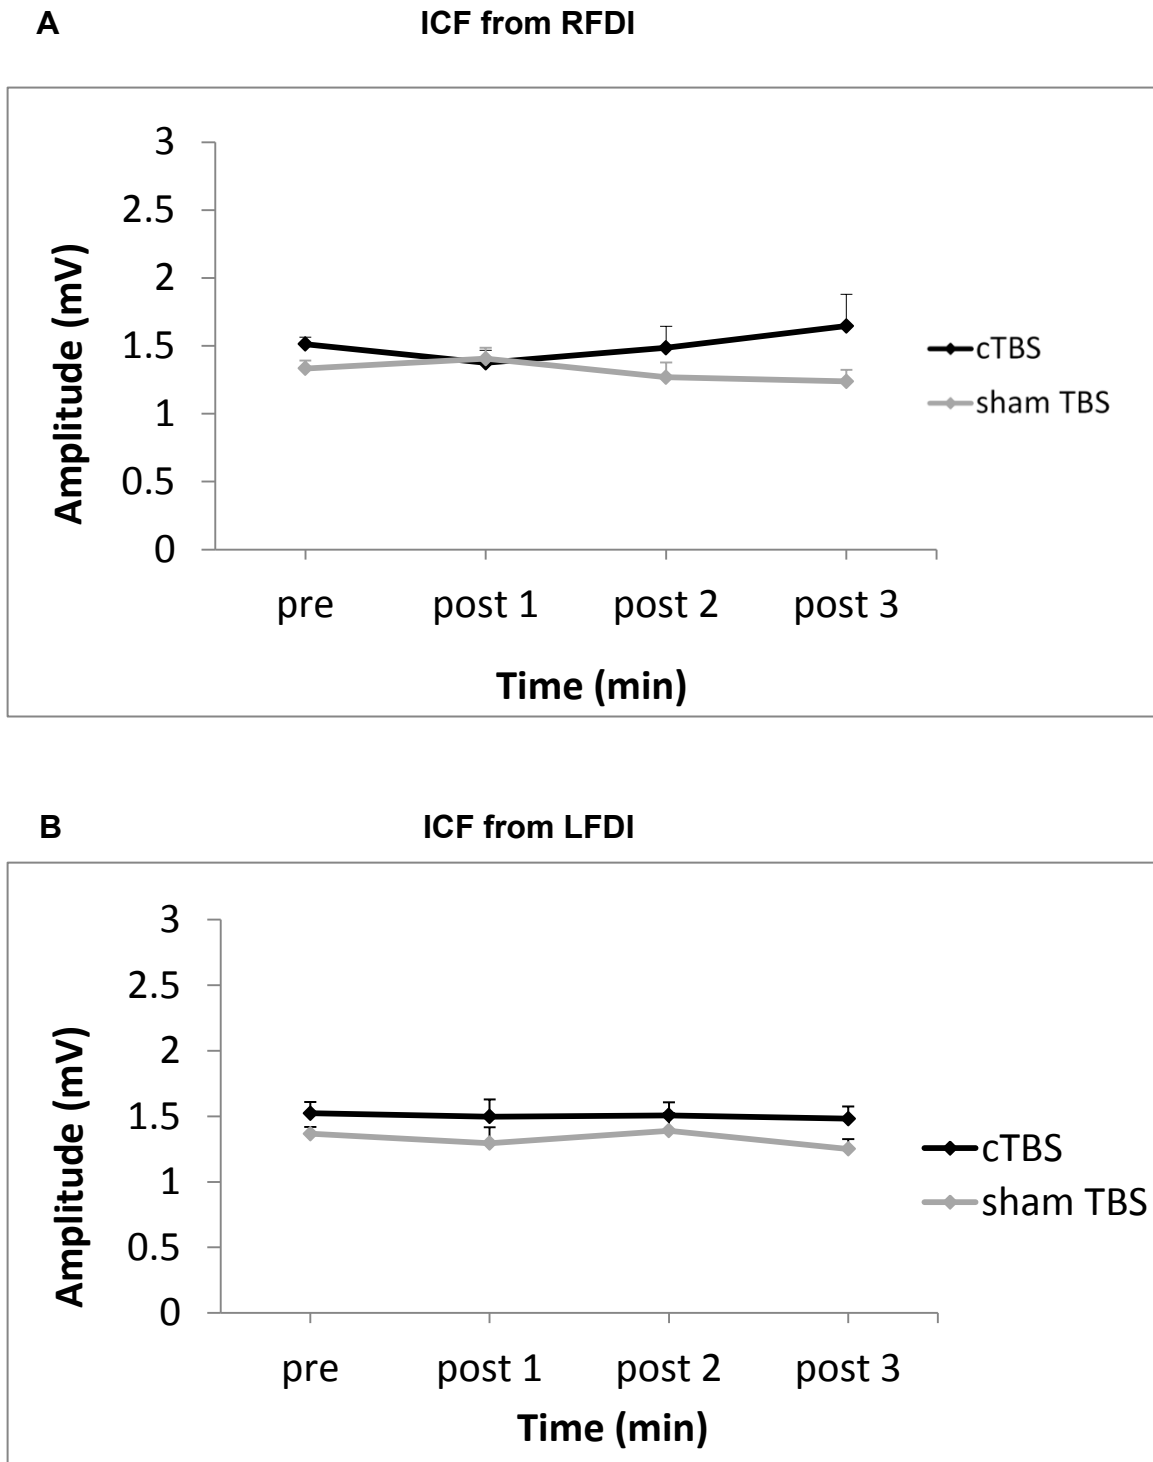 A
ICF from RFDI
3
2.5
2
1.5
1
0.5
0
Amplitude (mV)
pre post 1 post 2 post 3
Time (min)
cTBS
sham TBS
B
ICF from LFDI
3
2.5
2
1.5
1
0.5
0
Amplitude (mV)
pre post 1 post 2 post 3
Time (min)
cTBS
sham TBS